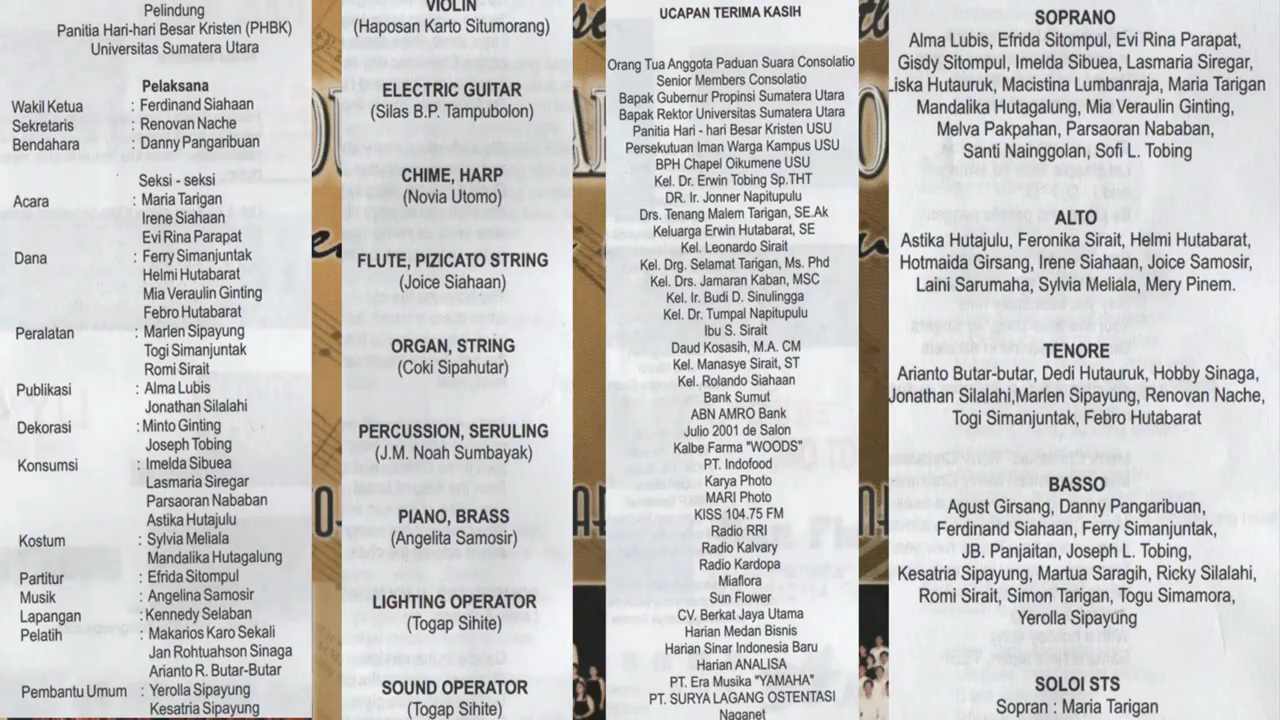 Pelindung
Panitia Hari-hari Besar Kristen (PHBK)
Universitas Sumatera Utara
Pelaksana
Wakil Ketua : Ferdinand Siahaan
Sekretaris : Renovan Nache
Bendahara : Danny Pangaribuan
Seksi - seksi
Acara : Maria Tarigan
Irene Siahaan
Evi Rina Parapat
Dana : Ferry Simanjuntak
Helmi Hutabarat
Mia Veraulin Ginting
Febro Hutabarat
Peralatan : Marlen Sipayung
Togi Simanjuntak
Romi Sirait
Publikasi : Alma Lubis
Jonathan Silalahi
Dekorasi : Minto Ginting
Joseph Tobing
Konsumsi : Imelda Sibuea
Lasmaria Siregar
Parsaoran Nababan
Astika Hutajulu
Kostum : Sylvia Meliala
Mandalika Hutagalung
Partitur : Efrida Sitompul
Musik : Angelina Samosir
Lapangan : Kennedy Selaban
Pelatih : Makarios Karo Sekali
Jan Rohtuahson Sinaga
Arianto R. Butar-Butar
Pembantu Umum : Yerolla Sipayung
Kesatria Sipayung
VIOLIN
(Haposan Karto Situmorang)
ELECTRIC GUITAR
(Silas B.P. Tampubolon)
CHIME, HARP
(Novia Utomo)
FLUTE, PIZICATO STRING
(Joice Siahaan)
ORGAN, STRING
(Coki Sipahutar)
PERCUSSION, SERULING
(J.M. Noah Sumbayak)
PIANO, BRASS
(Angelita Samosir)
LIGHTING OPERATOR
(Togap Sihite)
SOUND OPERATOR
(Togap Sihite)
UCAPAN TERIMA KASIH
Orang Tua Anggota Paduan Suara Consolatio
Senior Members Consolatio
Bapak Gubernur Propinsi Sumatera Utara
Bapak Rektor Universitas Sumatera Utara
Panitia Hari - hari Besar Kristen USU
Persekutuan Iman Warga Kampus USU
BPH Chapel Oikumene USU
Kel. Dr. Erwin Tobing Sp.THT
DR. Ir. Jonner Napitupulu
Drs. Tenang Malem Tarigan, SE.Ak
Keluarga Erwin Hutabarat, SE
Kel. Leonardo Sirait
Kel. Drg. Selamat Tarigan, Ms. Phd
Kel. Drs. Jamaran Kaban, MSC
Kel. Ir. Budi D. Sinulingga
Kel. Dr. Tumpal Napitupulu
Ibu S. Sirait
Daud Kosasih, M.A. CM
Kel. Manasye Sirait, ST
Kel. Rolando Siahaan
Bank Sumut
ABN AMRO Bank
Julio 2001 de Salon
Kalbe Farma "WOODS"
PT. Indofood
Karya Photo
MARI Photo
KISS 104.75 FM
Radio RRI
Radio Kalvary
Radio Kardopa
Miaflora
Sun Flower
CV. Berkat Jaya Utama
Harian Medan Bisnis
Harian Sinar Indonesia Baru
Harian ANALISA
PT. Era Musika "YAMAHA"
PT. SURYA LAGANG OSTENTASI
Naganet
SOPRANO
Alma Lubis, Efrida Sitompul, Evi Rina Parapat,
Gisdy Sitompul, Imelda Sibuea, Lasmaria Siregar,
Liska Hutauruk, Macistina Lumbanraja, Maria Tarigan
Mandalika Hutagalung, Mia Veraulin Ginting,
Melva Pakpahan, Parsaoran Nababan,
Santi Nainggolan, Sofi L. Tobing
ALTO
Astika Hutajulu, Feronika Sirait, Helmi Hutabarat,
Hotmaida Girsang, Irene Siahaan, Joice Samosir,
Laini Sarumaha, Sylvia Meliala, Mery Pinem.
TENORE
Arianto Butar-butar, Dedi Hutauruk, Hobby Sinaga,
Jonathan Silalahi,Marlen Sipayung, Renovan Nache,
Togi Simanjuntak, Febro Hutabarat
BASSO
Agust Girsang, Danny Pangaribuan,
Ferdinand Siahaan, Ferry Simanjuntak,
JB. Panjaitan, Joseph L. Tobing,
Kesatria Sipayung, Martua Saragih, Ricky Silalahi,
Romi Sirait, Simon Tarigan, Togu Simamora,
Yerolla Sipayung
SOLOI STS
Sopran : Maria Tarigan